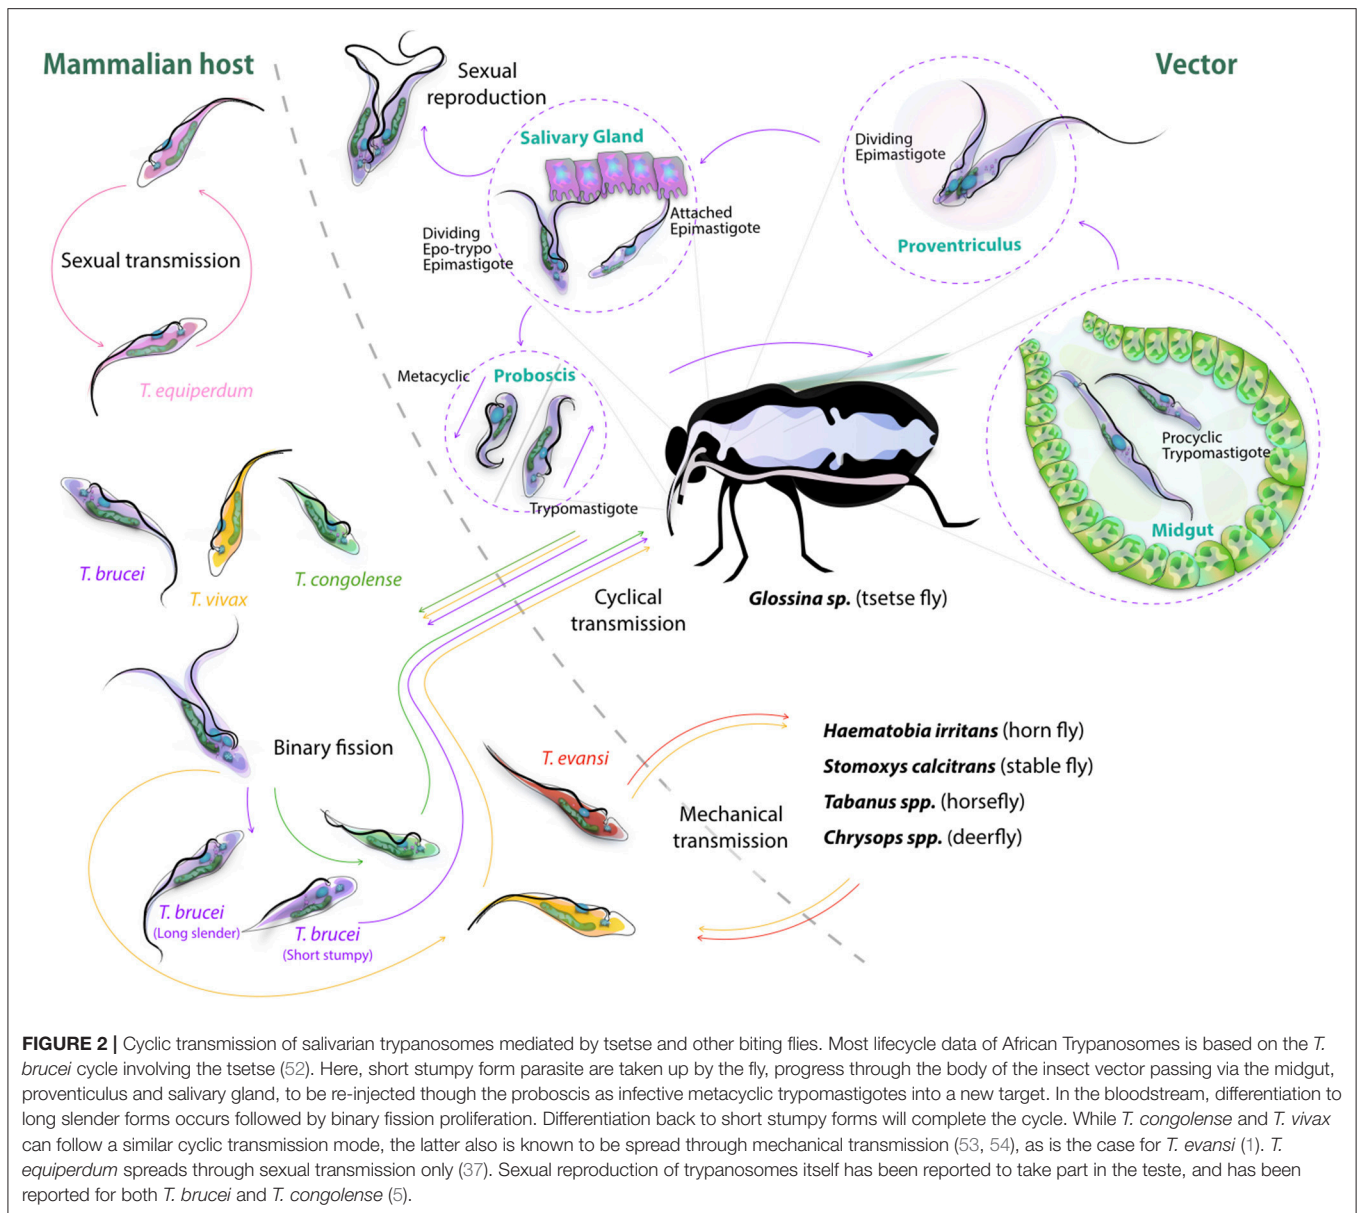 Mammalian host
Vector
Sexual
reproduction
Salivary Gland
Dividing
Epimastigote
Proventriculus
Attached
Epimastigote
Dividing
Epo-trypo
Epimastigote
Sexual transmission
T. equiperdum
Metacyclic
Proboscis
Trypomastigote
Procyclic
Trypomastigote
Midgut
T. brucei
T. vivax
T. congolense
Cyclical
transmission
Glossina sp. (tsetse fly)
Binary fission
T. evansi
Mechanical
transmission
Haematobia irritans (horn fly)
Stomoxys calcitrans (stable fly)
Tabanus spp. (horsefly)
Chrysops spp. (deerfly)
T. brucei
(Long slender)
T. brucei
(Short stumpy)
FIGURE 2 | Cyclic transmission of salivarian trypanosomes mediated by tsetse and other biting flies. Most lifecycle data of African Trypanosomes is based on the T.
brucei cycle involving the tsetse (52). Here, short stumpy form parasite are taken up by the fly, progress through the body of the insect vector passing via the midgut,
proventiculus and salivary gland, to be re-injected though the proboscis as infective metacyclic trypomastigotes into a new target. In the bloodstream, differentiation to
long slender forms occurs followed by binary fission proliferation. Differentiation back to short stumpy forms will complete the cycle. While T. congolense and T. vivax
can follow a similar cyclic transmission mode, the latter also is known to be spread through mechanical transmission (53, 54), as is the case for T. evansi (1). T.
equiperdum spreads through sexual transmission only (37). Sexual reproduction of trypanosomes itself has been reported to take part in the teste, and has been
reported for both T. brucei and T. congolense (5).